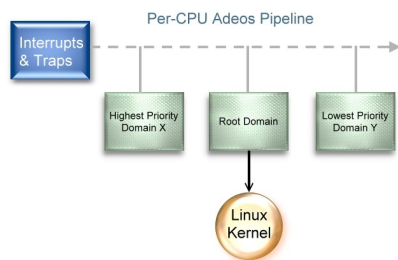 Per-CPU Adeos Pipeline
Interrupts
& Traps
Highest Priority
Domain X
Root Domain
Lowest Priority
Domain Y
Linux
Kernel